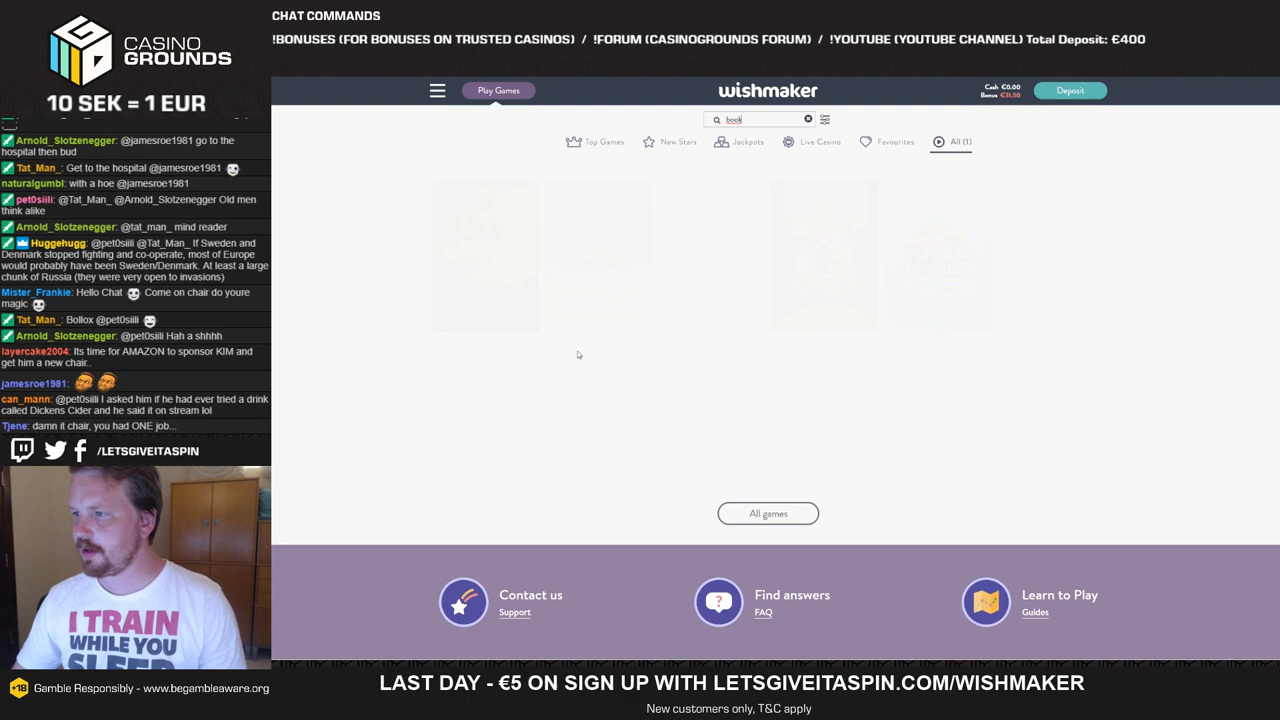 CHAT COMMANDS
!BONUSES (FOR BONUSES ON TRUSTED CASINOS) / !FORUM (CASINOGROUNDS FORUM) / !YOUTUBE (YOUTUBE CHANNEL) Total Deposit: €400
CASINO
GROUNDS
10 SEK = 1 EUR
Arnold_Slotzenegger: @jamesroe1981 go to the
hospital then bud
Tat_Man_: Get to the hospital @jamesroe1981
naturalgumbl: with a hoe @jamesroe1981
pet0siili: @Tat_Man_ @Arnold_Slotzenegger Old men
think alike
Arnold_Slotzenegger: @tat_man_ mind reader
Huggehugg: @pet0siili @Tat_Man_ If Sweden and
Denmark stopped fighting and co-operate, most of Europe
would probably have been Sweden/Denmark. At least a large
chunk of Russia (they were very open to invasions)
Mister_Frankie: Hello Chat Come on chair do youre
magic
Tat_Man_: Bollox @pet0siili
Arnold_Slotzenegger: @pet0siili Hah a shhhh
layercake2004: Its time for AMAZON to sponsor KIM and
get him a new chair..
jamesroe1981:
can_mann: @pet0siili I asked him if he had ever tried a drink
called Dickens Cider and he said it on stream lol
Tjene: damn it chair, you had ONE job...
/LETSGIVEITASPIN
I TRAIN
WHILE YOU
SLEEP
+18 Gamble Responsibly - www.begambleaware.org
Play Games
wishmaker
Cash €0.00
Bonus €31.50
Deposit
book
Top Games
New Stars
Jackpots
Live Casino
Favourites
All (1)
All games
Contact us
Support
Find answers
FAQ
Learn to Play
Guides
LAST DAY - €5 ON SIGN UP WITH LETSGIVEITASPIN.COM/WISHMAKER
New customers only, T&C apply